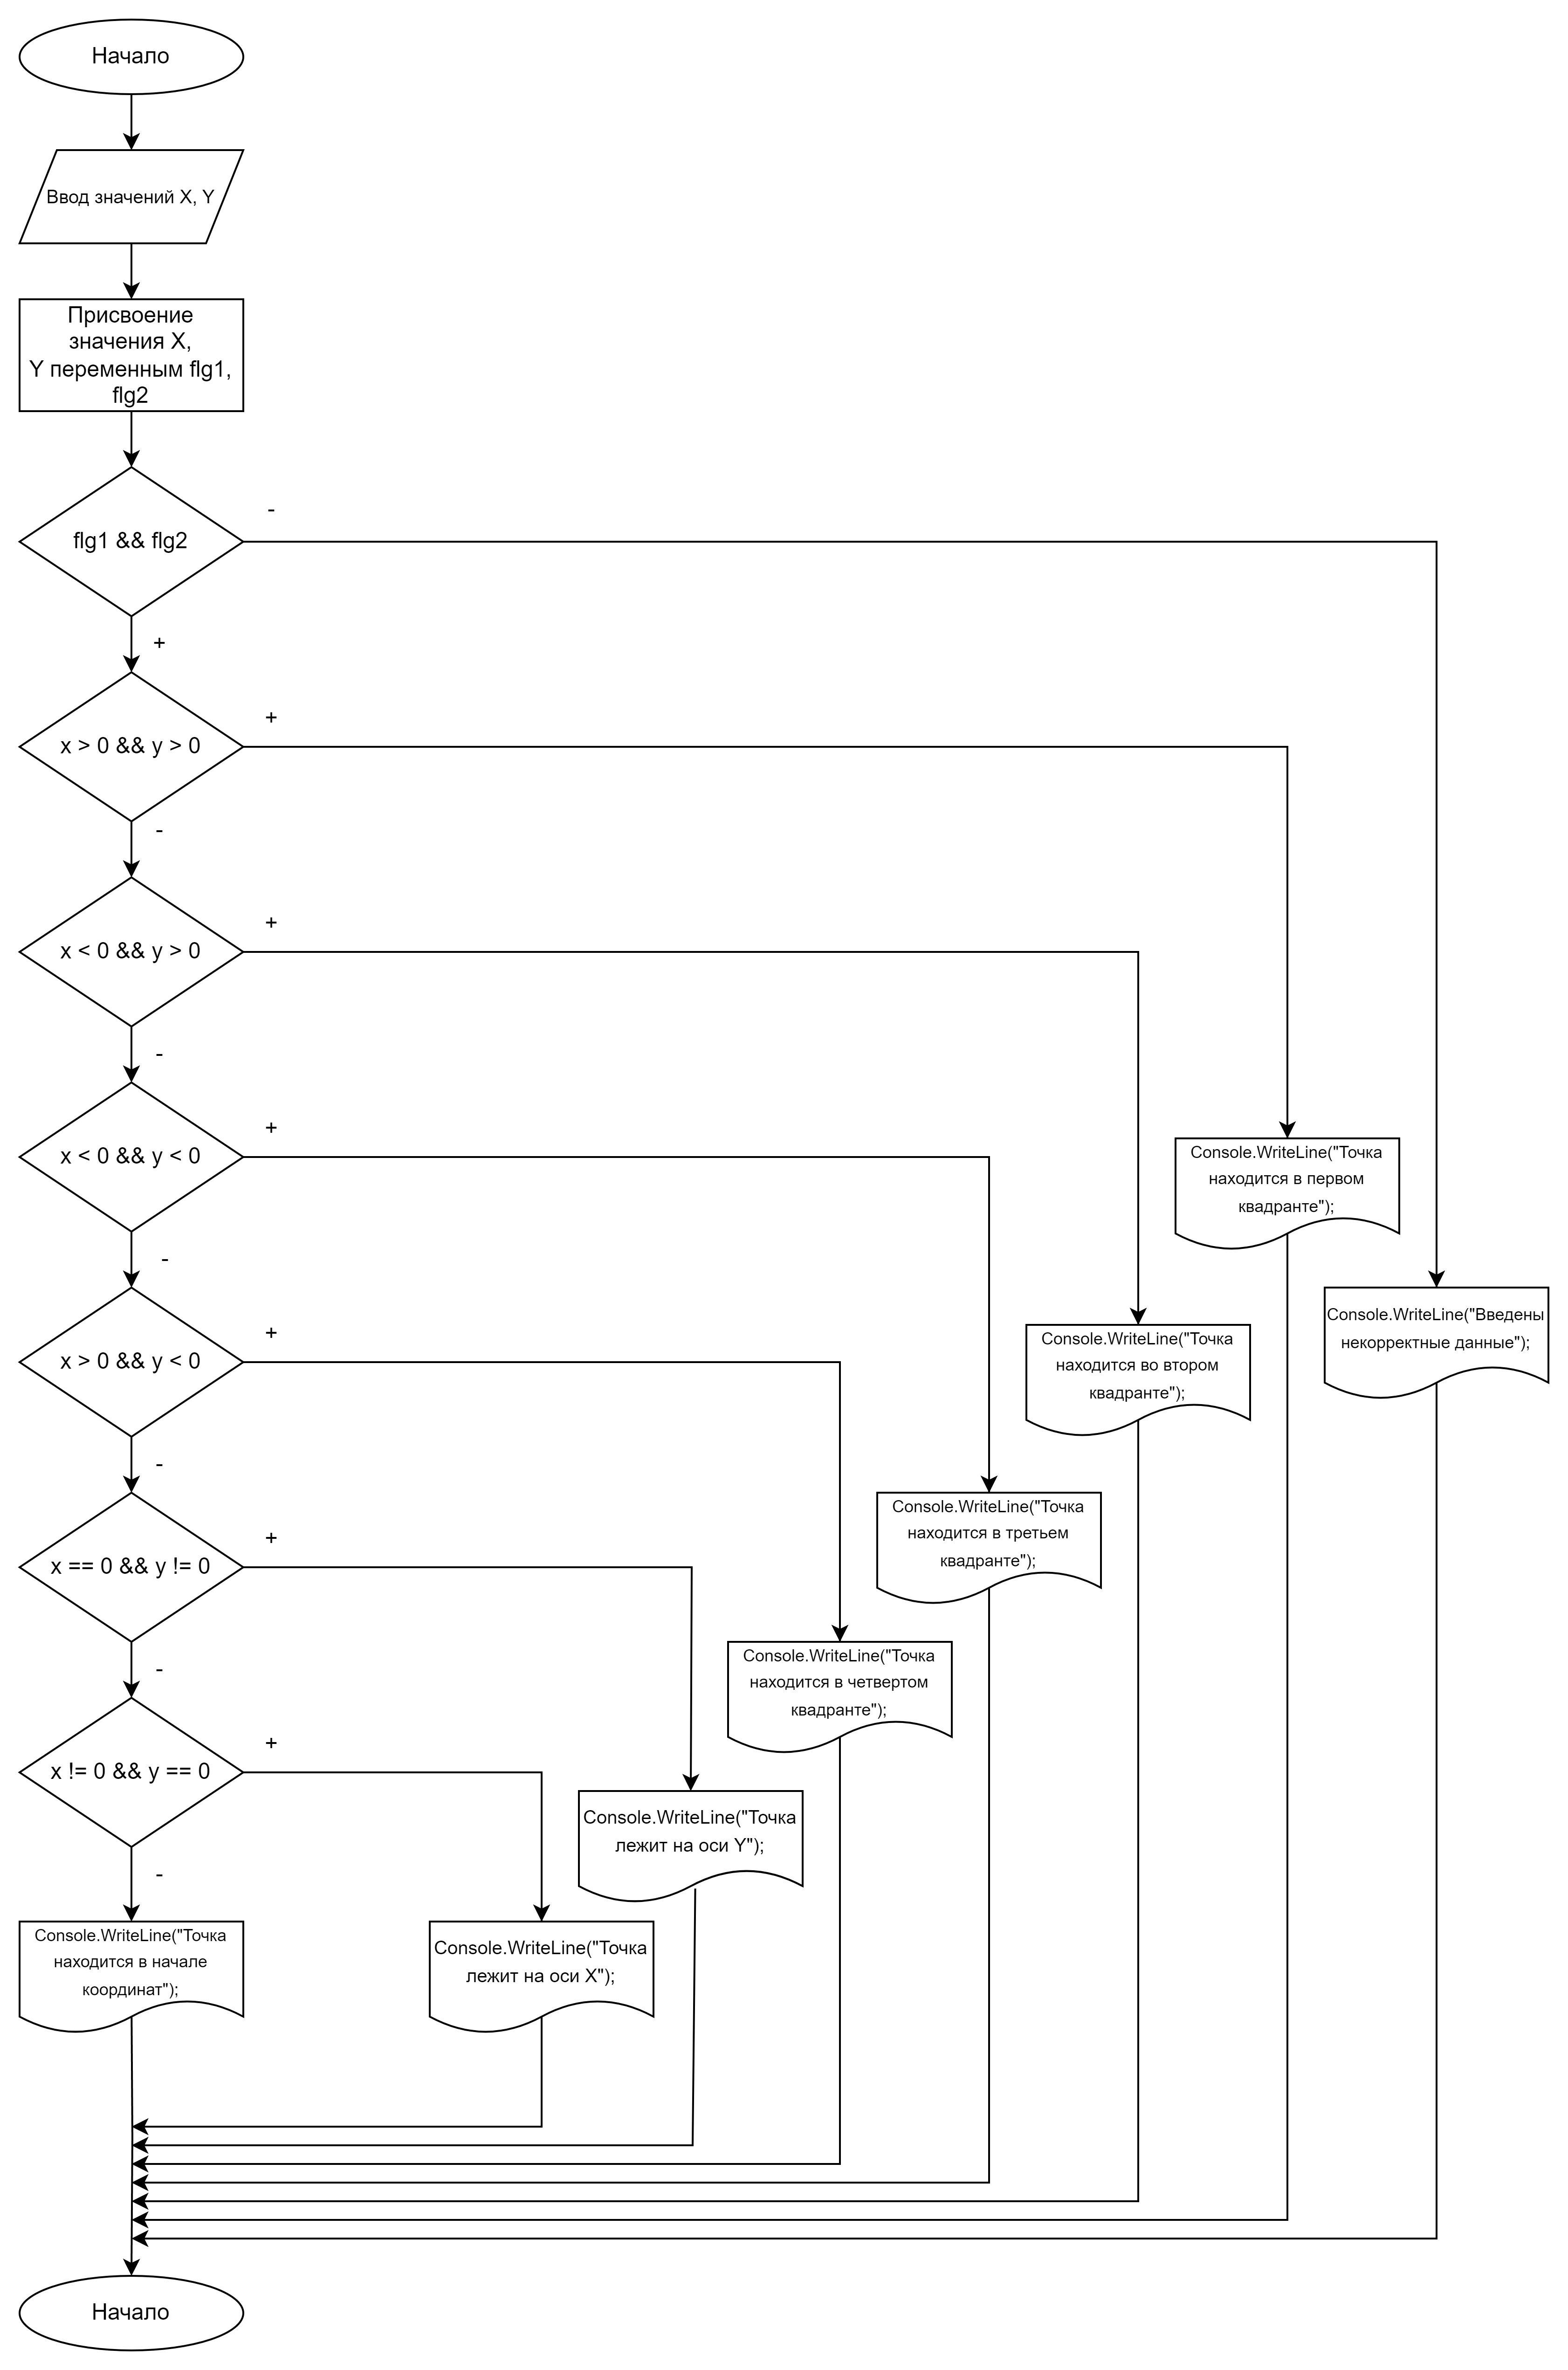 Начало
Ввод значений X, Y
Присвоение
значения X,
Y переменным flg1,
flg2
-
flg1 && flg2
+
+
x > 0 && y > 0
-
+
x < 0 && y > 0
-
+
x < 0 && y < 0
-
+
x > 0 && y < 0
-
+
x == 0 && y != 0
-
+
x != 0 && y == 0
-
Console.WriteLine("Точка
находится в первом
квадранте");
Console.WriteLine("Введены
некорректные данные");
Console.WriteLine("Точка
находится во втором
квадранте");
Console.WriteLine("Точка
находится в третьем
квадранте");
Console.WriteLine("Точка
находится в четвертом
квадранте");
Console.WriteLine("Точка
лежит на оси Y");
Console.WriteLine("Точка
лежит на оси X");
Console.WriteLine("Точка
находится в начале
координат");
Начало